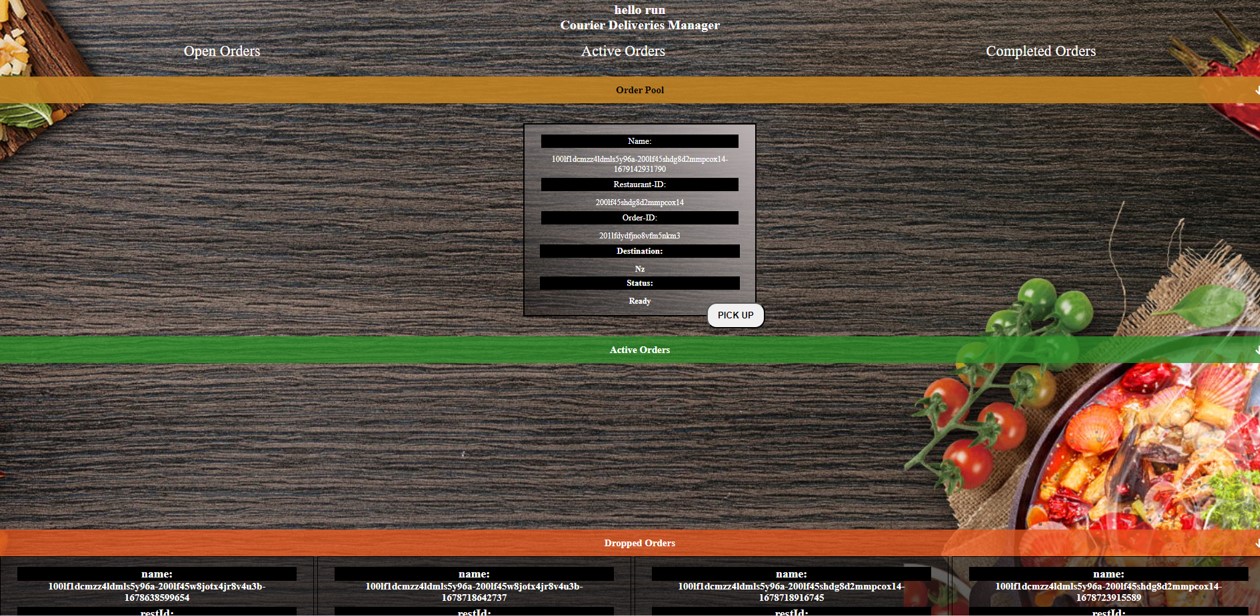 hello run
Courier Deliveries Manager
Open Orders
Active Orders
Completed Orders
Order Pool
Name:
100lf1dcmzz4ldmls5y96a-200lf45shdg8d2mmpcox14-
1679142931790
Restaurant-ID:
200lf45shdg8d2mmpcox14
Order-ID:
201lfdydfjno8vfm5nkm3
Destination:
Nz
Status:
Ready
PICK UP
Active Orders
Dropped Orders
name:
100lf1dcmzz4ldmls5y96a-200lf45w8jotx4jr8v4u3b-
1678638599654
restId:
name:
100lf1dcmzz4ldmls5y96a-200lf45w8jotx4jr8v4u3b-
1678718642737
restId:
name:
100lf1dcmzz4ldmls5y96a-200lf45shdg8d2mmpcox14-
1678718916745
restId:
name:
100lf1dcmzz4ldmls5y96a-200lf45shdg8d2mmpcox14-
1678723915589
restId: